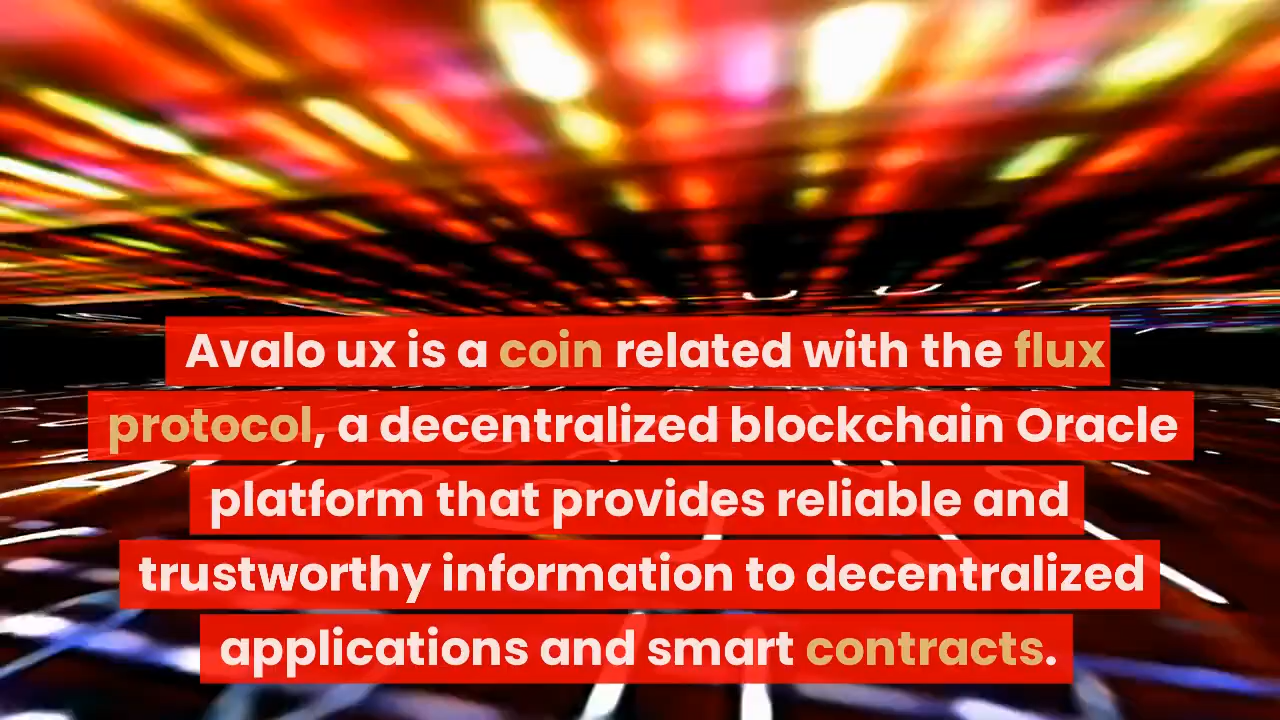 Avalo ux is a coin related with the flux
protocol, a decentralized blockchain Oracle
platform that provides reliable and
trustworthy information to decentralized
applications and smart contracts.